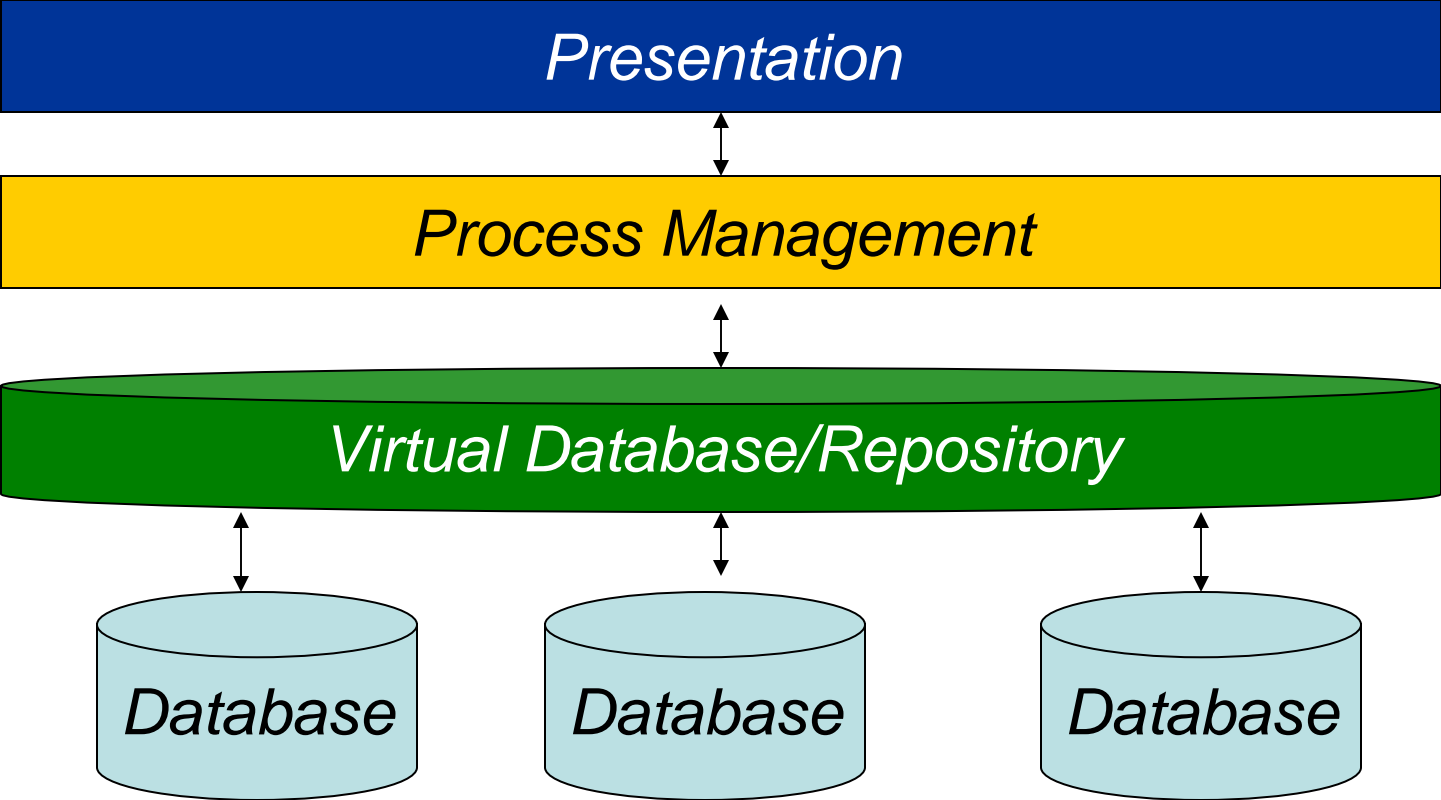 Presentation
Process Management
Virtual Database/Repository
Database
Database
Database